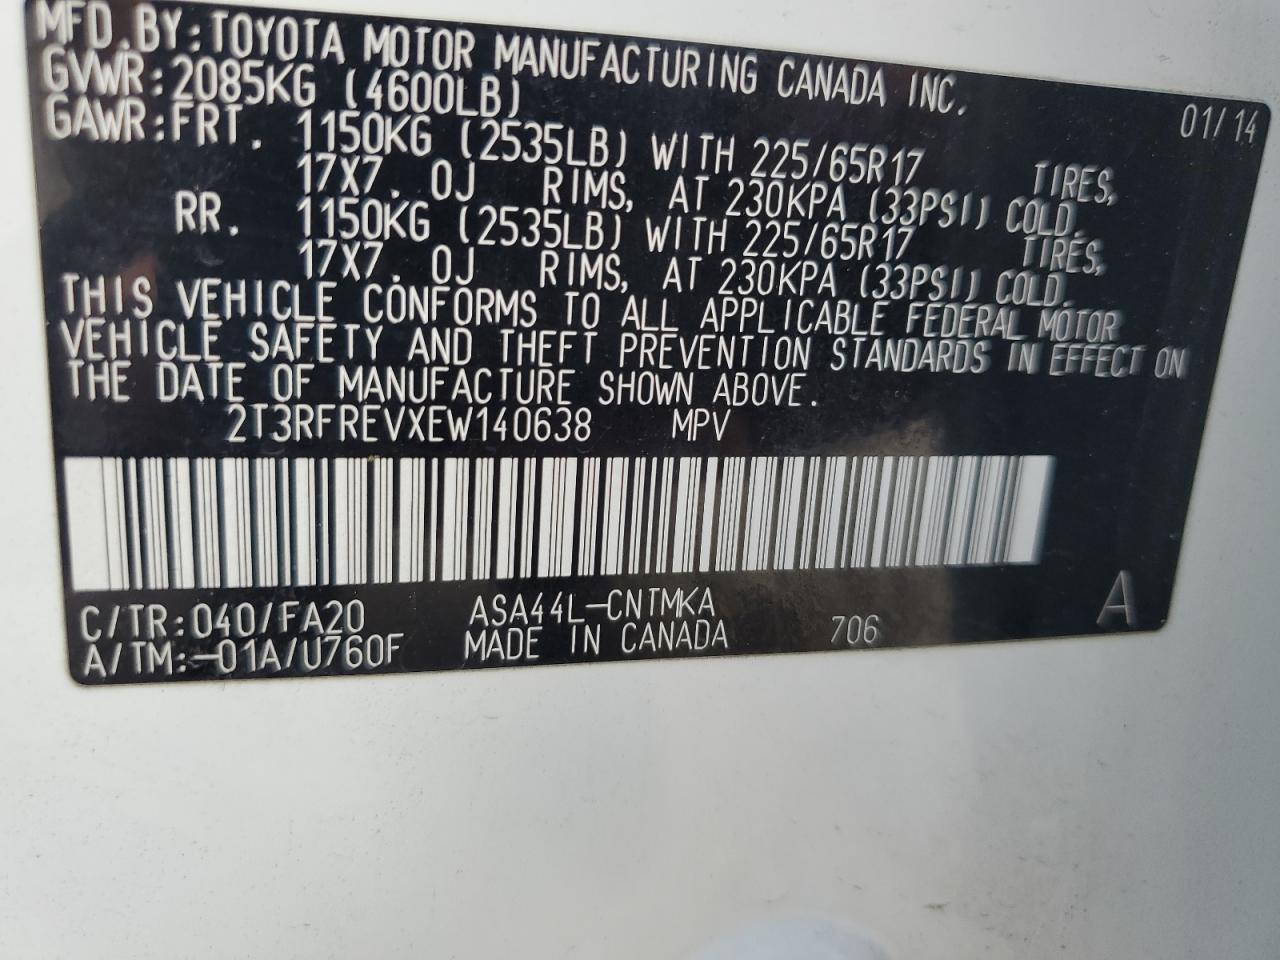 MFD.BY:TOYOTA MOTOR MANUFACTURING CANADA INC.
GVWR:2085KG (4600LB) 01/14
GAWR:FRT. 1150KG (2535LB) WITH 225/65R17 TIRES,
17X7.0J RIMS, AT 230KPA (33PSI) COLD.
RR. 1150KG (2535LB) WITH 225/65R17 TIRES,
17X7.0J RIMS, AT 230KPA (33PSI) COLD.
THIS VEHICLE CONFORMS TO ALL APPLICABLE FEDERAL MOTOR
VEHICLE SAFETY AND THEFT PREVENTION STANDARDS IN EFFECT ON
THE DATE OF MANUFACTURE SHOWN ABOVE.
2T3RFREVXEW140638 MPV
C/TR:040/FA20 ASA44L-CNTMKA A
A/TM:-01A/U760F MADE IN CANADA 706